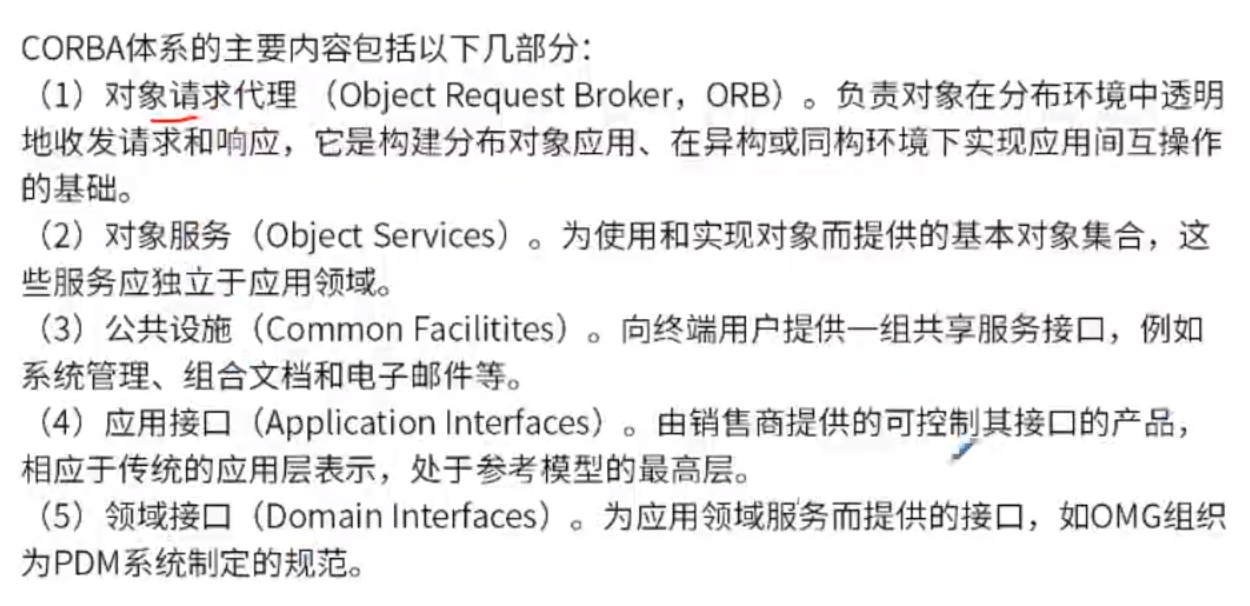 CORBA体系的主要内容包括以下几部分：
（1）对象请求代理 （Object Request Broker，ORB）。负责对象在分布环境中透明
地收发请求和响应，它是构建分布对象应用、在异构或同构环境下实现应用间互操作
的基础。
（2）对象服务（Object Services）。为使用和实现对象而提供的基本对象集合，这
些服务应独立于应用领域。
（3）公共设施（Common Facilitites）。向终端用户提供一组共享服务接口，例如
系统管理、组合文档和电子邮件等。
（4）应用接口（Application Interfaces）。由销售商提供的可控制其接口的产品，
相应于传统的应用层表示，处于参考模型的最高层。
（5）领域接口（Domain Interfaces）。为应用领域服务而提供的接口，如OMG组织
为PDM系统制定的规范。